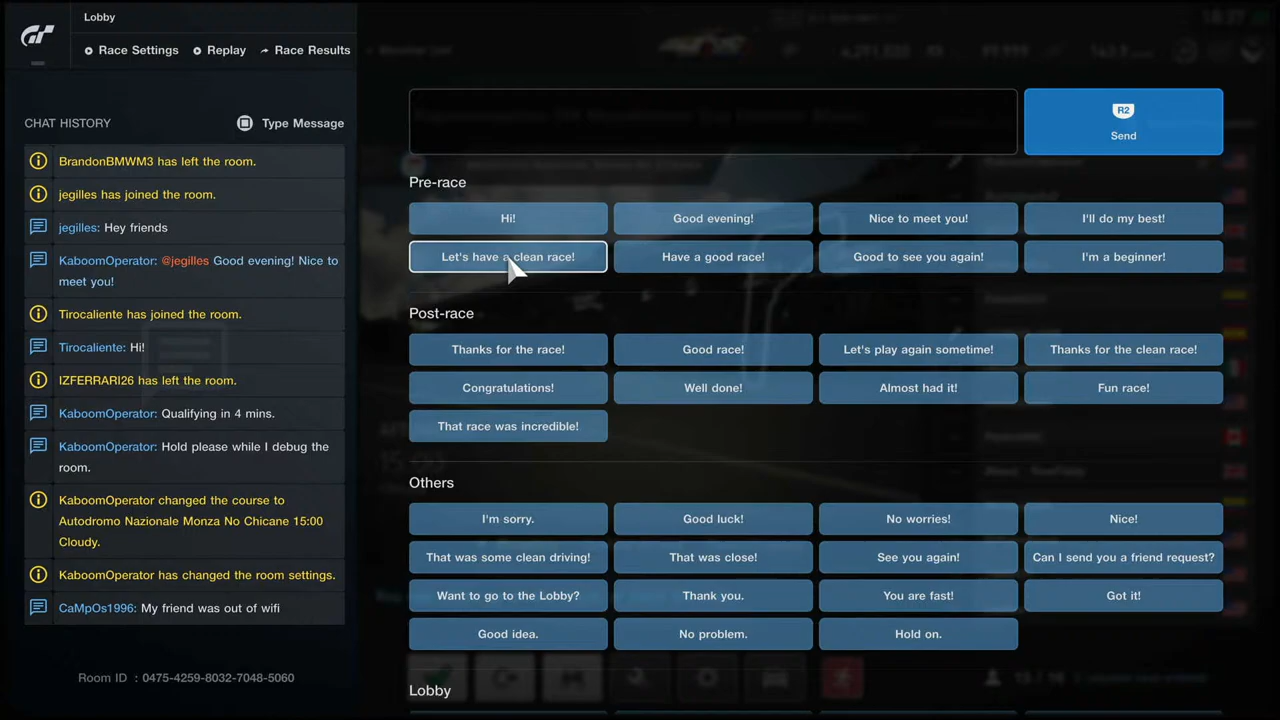 Lobby
Race Settings Replay Race Results
CHAT HISTORY Type Message
BrandonBMWM3 has left the room.
jegilles has joined the room.
jegilles: Hey friends
KaboomOperator: @jegilles Good evening! Nice to
meet you!
Tirocaliente has joined the room.
Tirocaliente: Hi!
IZFERRARI26 has left the room.
KaboomOperator: Qualifying in 4 mins.
KaboomOperator: Hold please while I debug the
room.
KaboomOperator changed the course to
Autodromo Nazionale Monza No Chicane 15:00
Cloudy.
KaboomOperator has changed the room settings.
CaMpOs1996: My friend was out of wifi
Room ID : 0475-4259-8032-7048-5060
R2
Send
Pre-race
Hi! Good evening! Nice to meet you! I'll do my best!
Let's have a clean race! Have a good race! Good to see you again! I'm a beginner!
Post-race
Thanks for the race! Good race! Let's play again sometime! Thanks for the clean race!
Congratulations! Well done! Almost had it! Fun race!
That race was incredible!
Others
I'm sorry. Good luck! No worries! Nice!
That was some clean driving! That was close! See you again! Can I send you a friend request?
Want to go to the Lobby? Thank you. You are fast! Got it!
Good idea. No problem. Hold on.
Lobby